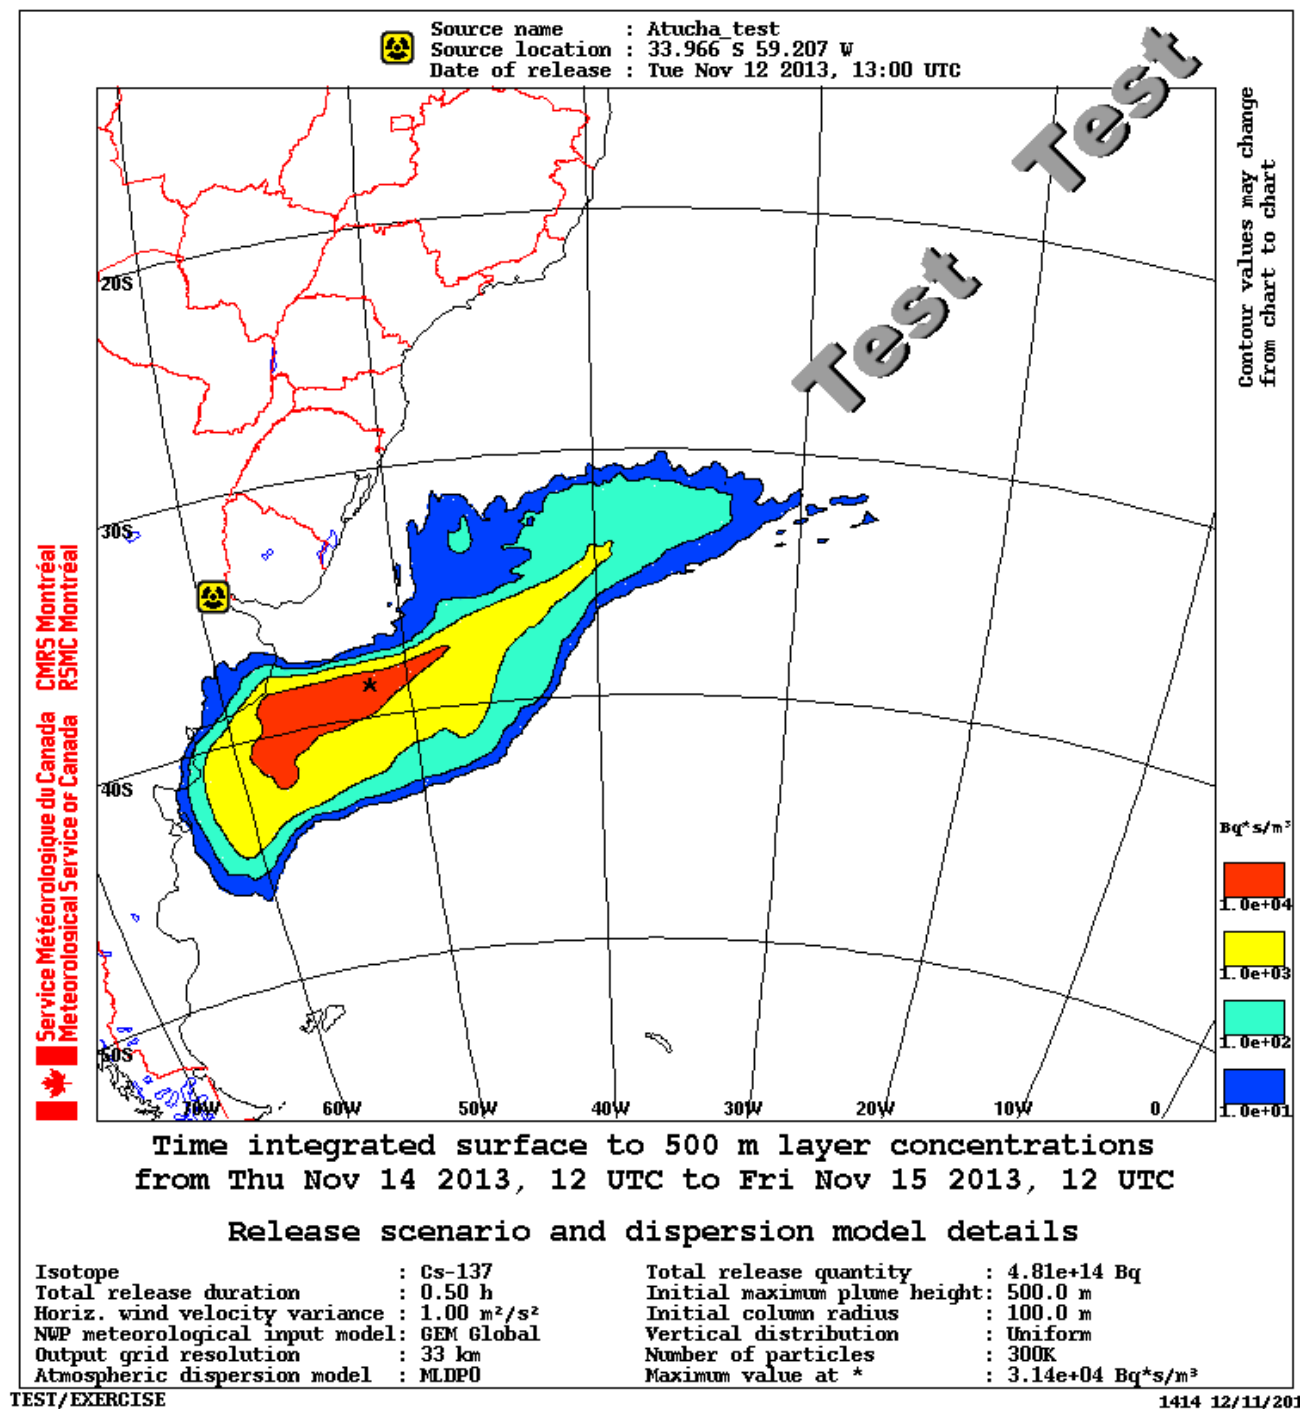 Source name : Atucha_test
Source location : 33.966 S 59.207 W
Date of release : Tue Nov 12 2013, 13:00 UTC
Test
Test
Contour values may change
from chart to chart
20S
30S
40S
50S
70W
60W
50W
40W
30W
20W
10W
0
CMRS Montréal
RSMC Montréal
Service Météorologique du Canada
Meteorological Service of Canada
Bq*s/m³
1.0e+04
1.0e+03
1.0e+02
1.0e+01
Time integrated surface to 500 m layer concentrations
from Thu Nov 14 2013, 12 UTC to Fri Nov 15 2013, 12 UTC
Release scenario and dispersion model details
Isotope : Cs-137
Total release duration : 0.50 h
Horiz. wind velocity variance : 1.00 m²/s²
NWP meteorological input model: GEM Global
Output grid resolution : 33 km
Atmospheric dispersion model : MLDP0
Total release quantity : 4.81e+14 Bq
Initial maximum plume height: 500.0 m
Initial column radius : 100.0 m
Vertical distribution : Uniform
Number of particles : 300K
Maximum value at * : 3.14e+04 Bq*s/m³
TEST/EXERCISE
1414 12/11/201